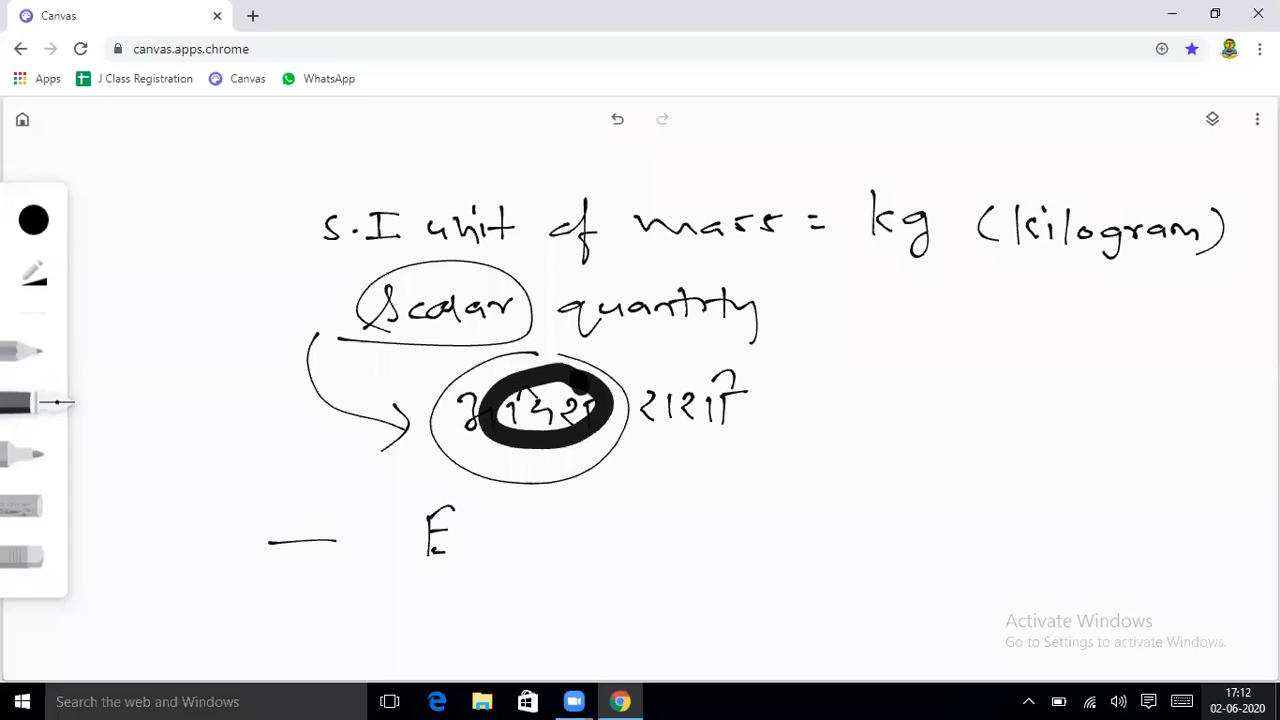 Canvas
canvas.apps.chrome
Apps J Class Registration Canvas WhatsApp
S.I unit of mass = kg (kilogram)
Scalar quantity
राशि
E
Activate Windows
Go to Settings to activate Windows.
Search the web and Windows
17:12
02-06-2020